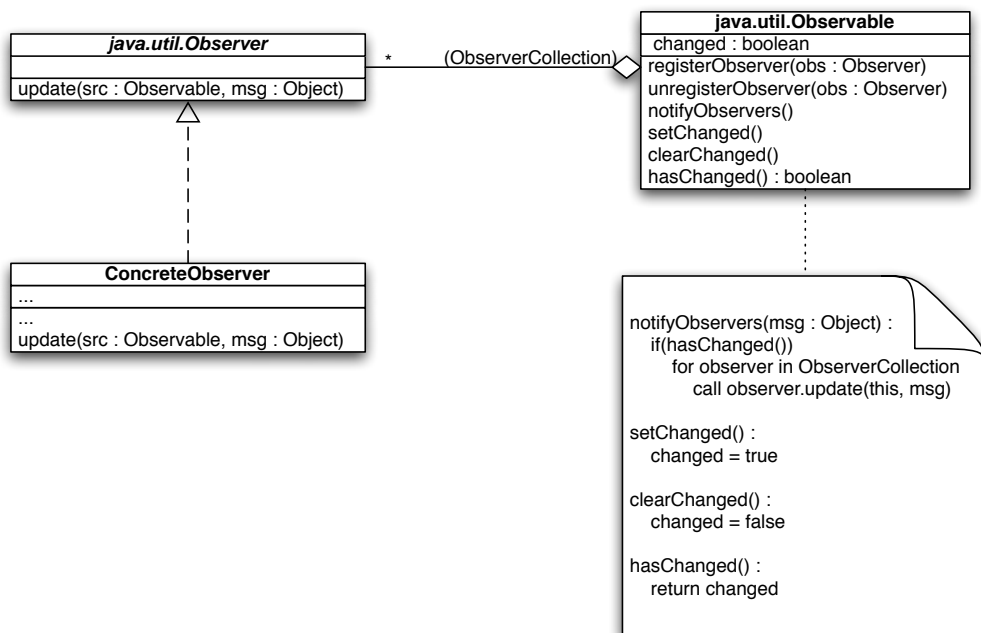 java.util.Observer
update(src : Observable, msg : Object)
*
(ObserverCollection)
java.util.Observable
changed : boolean
registerObserver(obs : Observer)
unregisterObserver(obs : Observer)
notifyObservers()
setChanged()
clearChanged()
hasChanged() : boolean
ConcreteObserver
...
...
update(src : Observable, msg : Object)
notifyObservers(msg : Object) :
if(hasChanged())
for observer in ObserverCollection
call observer.update(this, msg)
setChanged() :
changed = true
clearChanged() :
changed = false
hasChanged() :
return changed